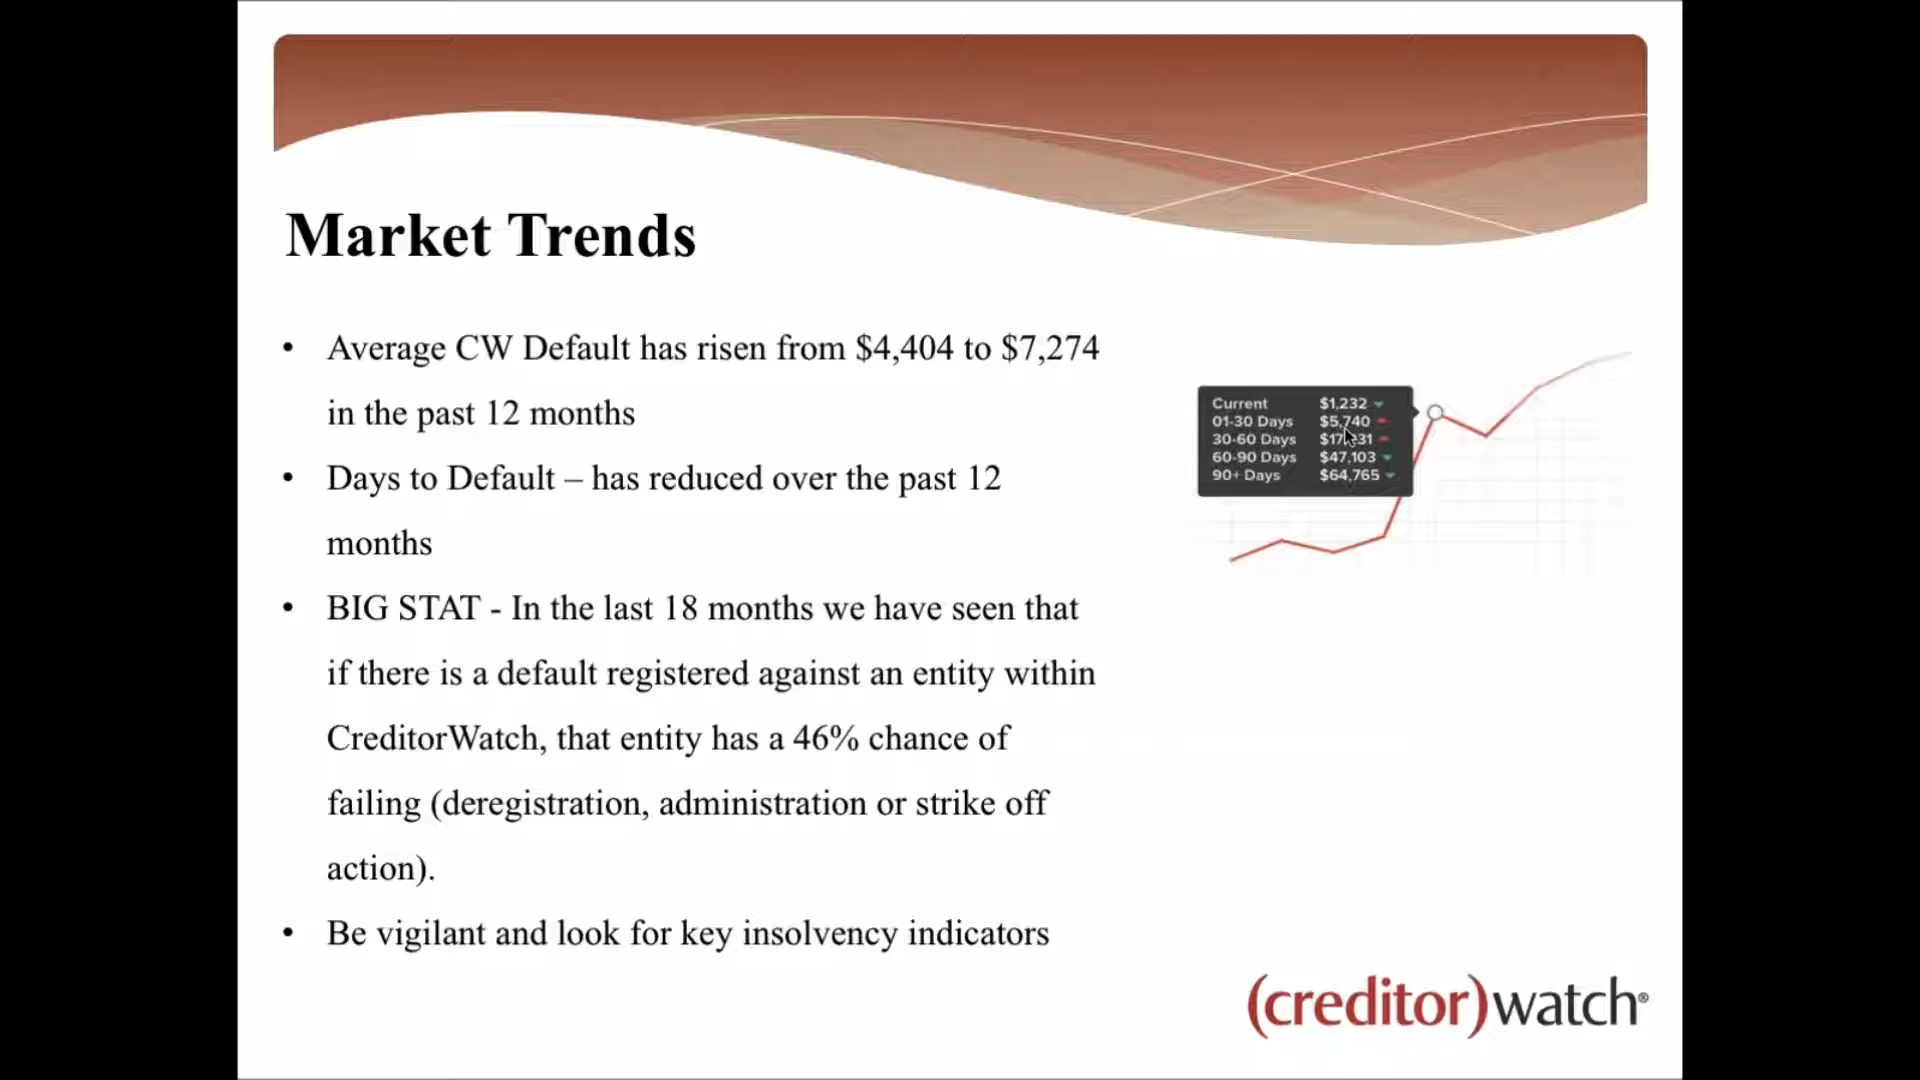 Market Trends
• Average CW Default has risen from $4,404 to $7,274
in the past 12 months
• Days to Default – has reduced over the past 12
months
• BIG STAT - In the last 18 months we have seen that
if there is a default registered against an entity within
CreditorWatch, that entity has a 46% chance of
failing (deregistration, administration or strike off
action).
• Be vigilant and look for key insolvency indicators
Current $1,232
01-30 Days $5,740
30-60 Days
60-90 Days $47,103
90+ Days $64,765
(creditor)watch®